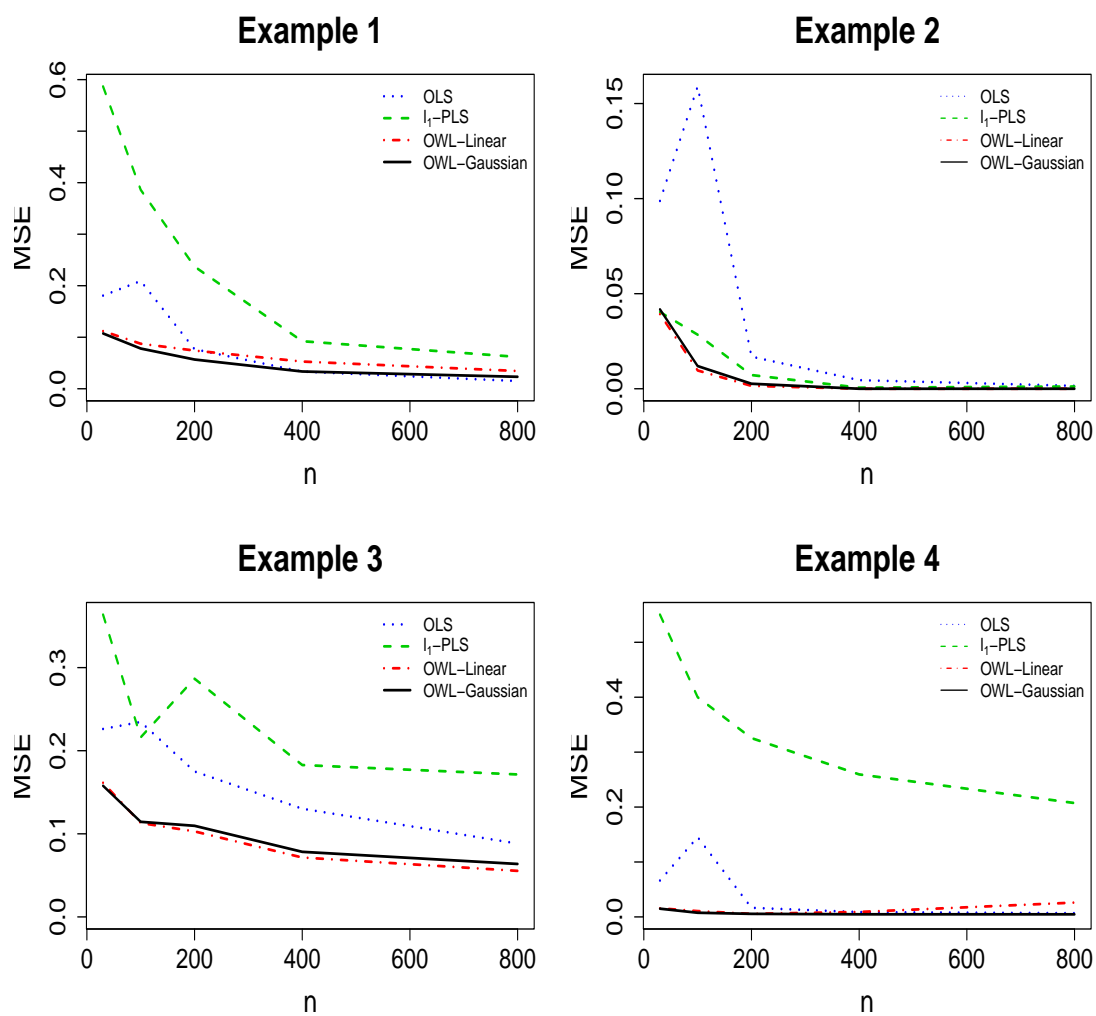 Example 1
MSE
0.0 0.2 0.4 0.6
OLS
l1−PLS
OWL−Linear
OWL−Gaussian
0 200 400 600 800
n
Example 2
MSE
0.00 0.05 0.10 0.15
OLS
l1−PLS
OWL−Linear
OWL−Gaussian
0 200 400 600 800
n
Example 3
MSE
0.0 0.1 0.2 0.3
OLS
l1−PLS
OWL−Linear
OWL−Gaussian
0 200 400 600 800
n
Example 4
MSE
0.0 0.2 0.4
OLS
l1−PLS
OWL−Linear
OWL−Gaussian
0 200 400 600 800
n